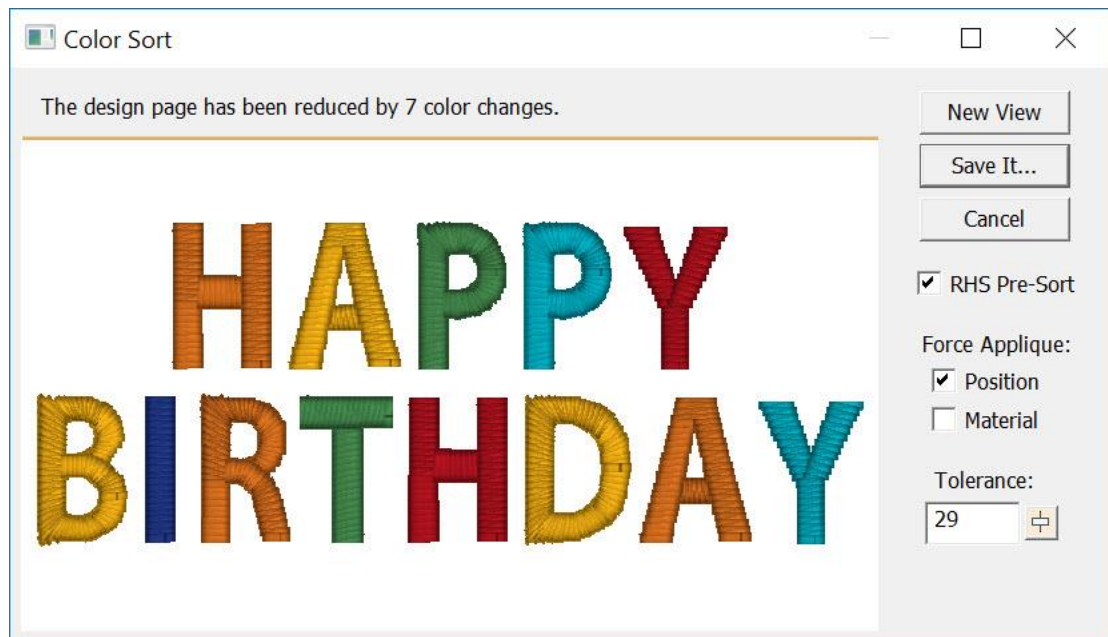 Color Sort
The design page has been reduced by 7 color changes.
New View
Save It...
Cancel
RHS Pre-Sort
Force Applique:
Position
Material
Tolerance:
29
HAPPY
BIRTHDAY